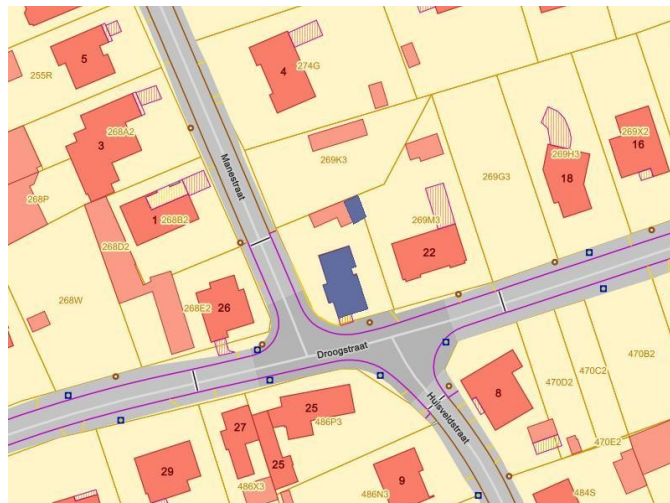 5
255R
4
274G
268A2
3
269K3
269X2
16
269H3
18
269G3
Manestraat
268P
1
268B2
269M3
22
268D2
268W
268E2
26
Droogstraat
Huisveldstraat
8
470B2
470C2
470D2
470E2
25
486P3
27
25
29
486X3
486N3
9
484S